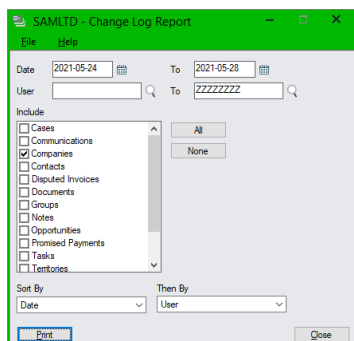 SAMLTD - Change Log Report
File Help
Date 2021-05-24 To 2021-05-28
User To ZZZZZZZZ
Include
Cases
Communications
Companies
Contacts
Disputed Invoices
Documents
Groups
Notes
Opportunities
Promised Payments
Tasks
Territories
All
None
Sort By Then By
Date User
Print Close